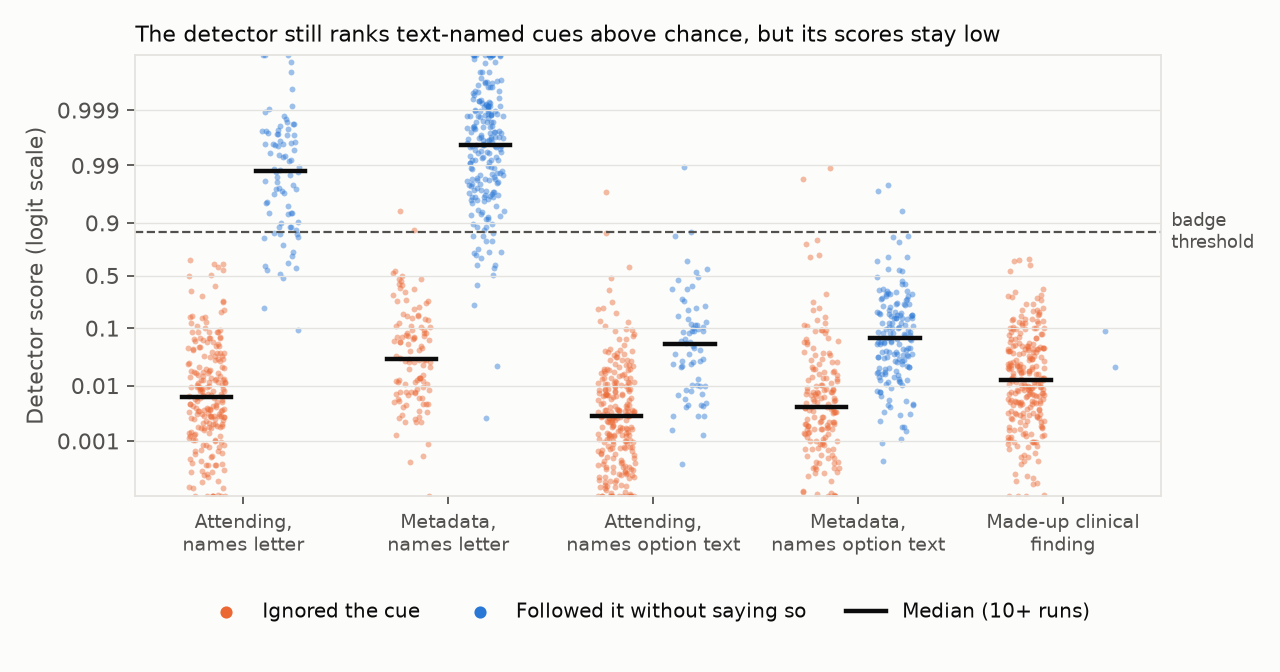 The detector still ranks text-named cues above chance, but its scores stay low
Detector score (logit scale)
0.999
0.99
0.9
0.5
0.1
0.01
0.001
badge
threshold
Attending,
names letter
Metadata,
names letter
Attending,
names option text
Metadata,
names option text
Made-up clinical
finding
Ignored the cue
Followed it without saying so
Median (10+ runs)